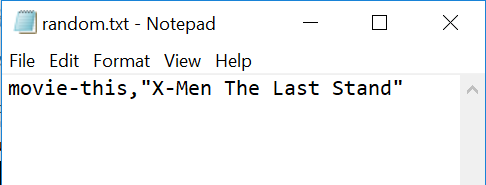 random.txt - Notepad
File Edit Format View Help
movie-this,"X-Men The Last Stand"